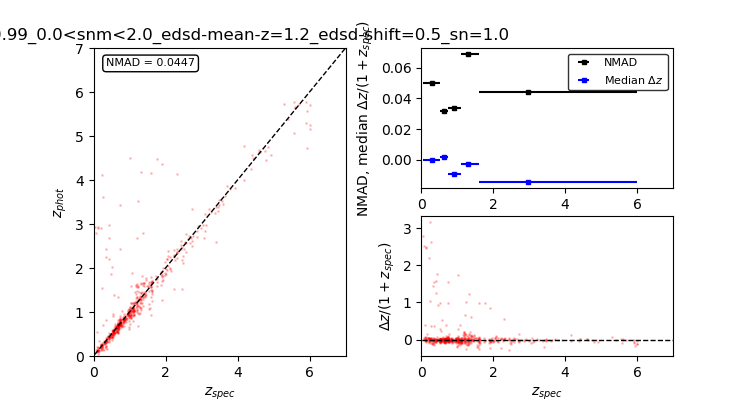 0.99_0.0<snm<2.0_edsd-mean-z=1.2_edsd-shift=0.5_sn=1.0
NMAD = 0.0447
7
6
5
4
3
2
1
0
z_phot
0 2 4 6
z_spec
NMAD, median Δz/(1 + z_spec)
0.06
0.04
0.02
0.00
NMAD
Median Δz
0 2 4 6
Δz/(1 + z_spec)
3
2
1
0
0 2 4 6
z_spec